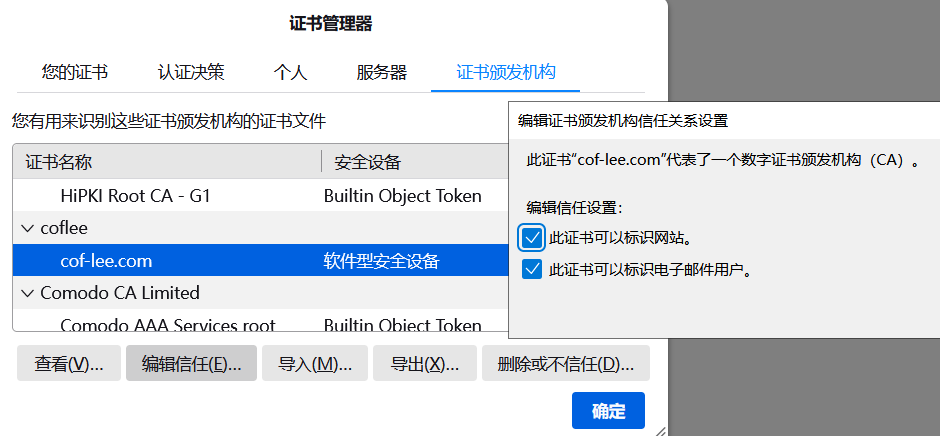 证书管理器
您的证书 认证决策 个人 服务器 证书颁发机构
您有用来识别这些证书颁发机构的证书文件
证书名称 安全设备
HiPKI Root CA - G1 Builtin Object Token
coflee
cof-lee.com 软件型安全设备
Comodo CA Limited
Comodo AAA Services root Builtin Object Token
查看(V)... 编辑信任(E)... 导入(M)... 导出(X)... 删除或不信任(D)...
确定
编辑证书颁发机构信任关系设置
此证书“cof-lee.com”代表了一个数字证书颁发机构（CA）。
编辑信任设置：
此证书可以标识网站。
此证书可以标识电子邮件用户。